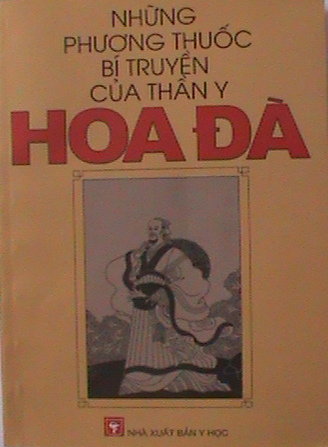 NHỮNG
PHƯƠNG THUỐC
BÍ TRUYỀN
CỦA THẦN Y
HOA ĐÀ
NHÀ XUẤT BẢN Y HỌC